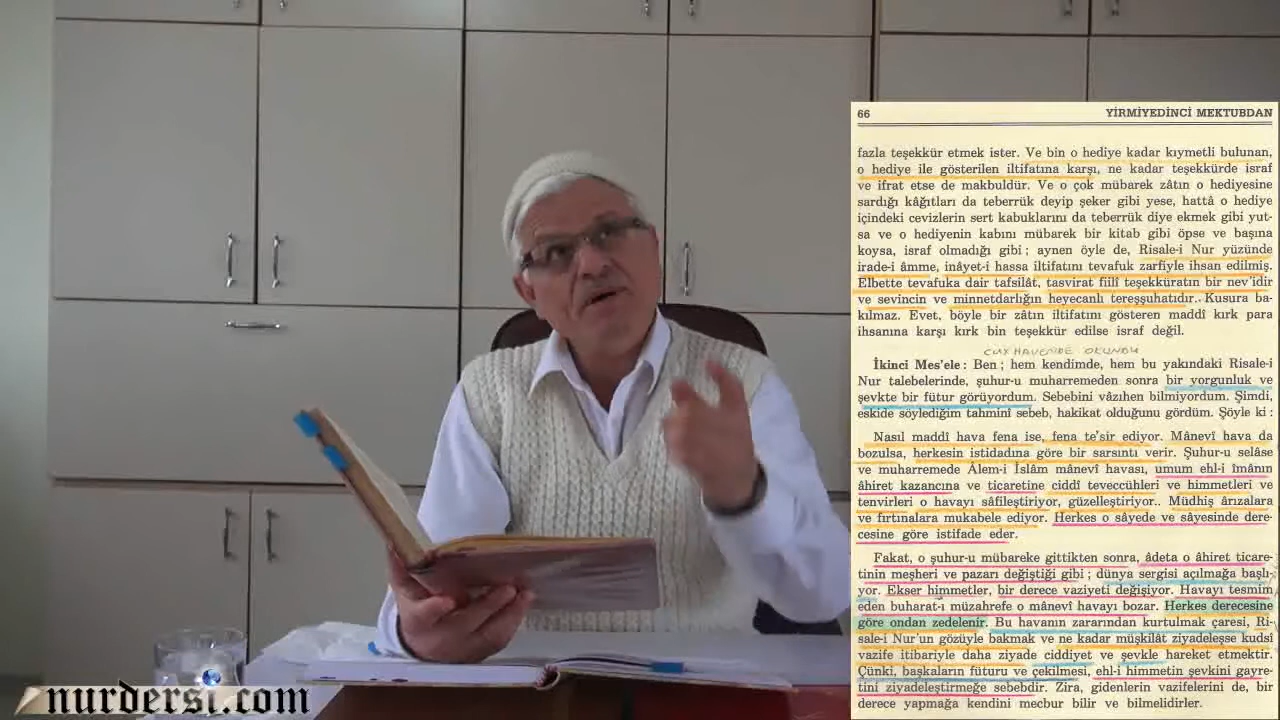 66 YİRMİYEDİNCİ MEKTUBDAN
fazla teşekkür etmek ister. Ve bin o hediye kadar kıymetli bulunan,
o hediye ile gösterilen iltifatına karşı, ne kadar teşekkürde israf
ve ifrat etse de makbuldür. Ve o çok mübarek zâtın o hediyesine
sardığı kâğıtları da teberrük deyip şeker gibi yese, hattâ o hediye
içindeki cevizlerin sert kabuklarını da teberrük diye ekmek gibi yut-
sa ve o hediyenin kabını mübarek bir kitab gibi öpse ve başına
koysa, israf olmadığı gibi; aynen öyle de, Risale-i Nur yüzünde
irade-i âmme, inâyet-i hassa iltifatını tevafuk zarfiyle ihsan edilmiş.
Elbette tevafuka dair tafsilât, tasvirat fiilî teşekküratın bir nev'idir
ve sevincin ve minnetdarlığın heyecanlı tereşşuhatıdır.. Kusura ba-
kılmaz. Evet, böyle bir zâtın iltifatını gösteren maddî kırk para
ihsanına karşı kırk bin teşekkür edilse israf değil.
CUXHAVENDE OKUNDU
İkinci Mes'ele: Ben; hem kendimde, hem bu yakındaki Risale-i
Nur talebelerinde, şuhur-u muharremeden sonra bir yorgunluk ve
şevkte bir fütur görüyordum. Sebebini vâzıhen bilmiyordum. Şimdi,
eskide söylediğim tahminî sebeb, hakikat olduğunu gördüm. Şöyle ki:
Nasıl maddî hava fena ise, fena te'sir ediyor. Mânevî hava da
bozulsa, herkesin istidadına göre bir sarsıntı verir. Şuhur-u selâse
ve muharremede Âlem-i İslâm mânevî havası, umum ehl-i îmânın
âhiret kazancına ve ticaretine ciddî teveccühleri ve himmetleri ve
tenvirleri o havayı sâfileştiriyor, güzelleştiriyor.. Müdhiş ârızalara
ve fırtınalara mukabele ediyor. Herkes o sâyede ve sâyesinde dere-
cesine göre istifade eder.
Fakat, o şuhur-u mübareke gittikten sonra, âdeta o âhiret ticare-
tinin meşheri ve pazarı değiştiği gibi; dünya sergisi açılmağa başlı-
yor. Ekser himmetler, bir derece vaziyeti değişiyor. Havayı tesmim
eden buharat-ı müzahrefe o mânevî havayı bozar. Herkes derecesine
göre ondan zedelenir. Bu havanın zararından kurtulmak çaresi, Ri-
sale-i Nur'un gözüyle bakmak ve ne kadar müşkilât ziyadeleşse kudsî
vazife itibariyle daha ziyade ciddiyet ve şevkle hareket etmektir.
Çünki, başkaların füturu ve çekilmesi, ehl-i himmetin şevkini gayre-
tini ziyadeleştirmeğe sebebdir. Zira, gidenlerin vazifelerini de, bir
derece yapmağa kendini mecbur bilir ve bilmelidirler.
nurdersi.com